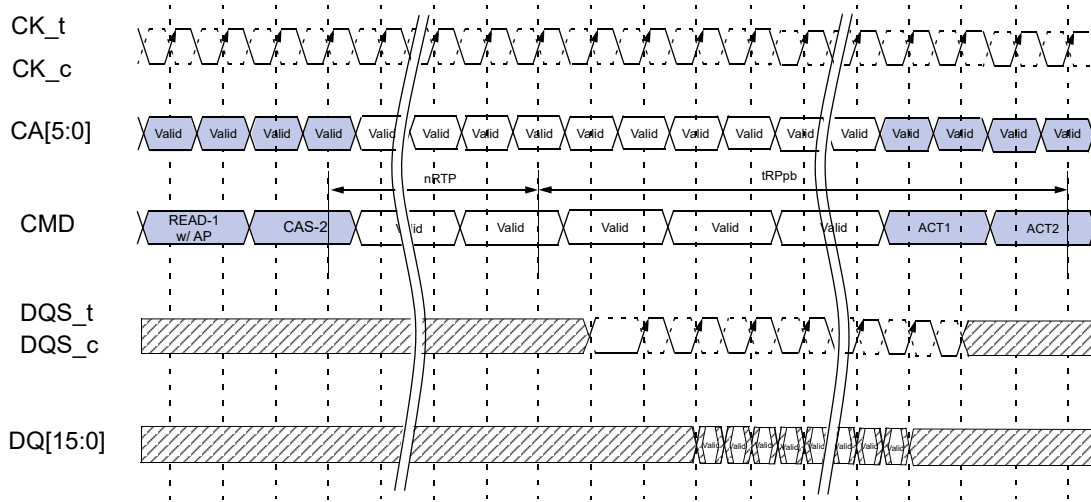 CK_t
CK_c
CA[5:0] Valid Valid Valid Valid Valid Valid Valid Valid Valid Valid Valid Valid Valid Valid Valid Valid Valid Valid
nRTP tRPpb
CMD READ-1 w/ AP CAS-2 Valid Valid Valid Valid Valid ACT1 ACT2
DQS_t
DQS_c
DQ[15:0] Valid Valid Valid Valid Valid Valid Valid Valid